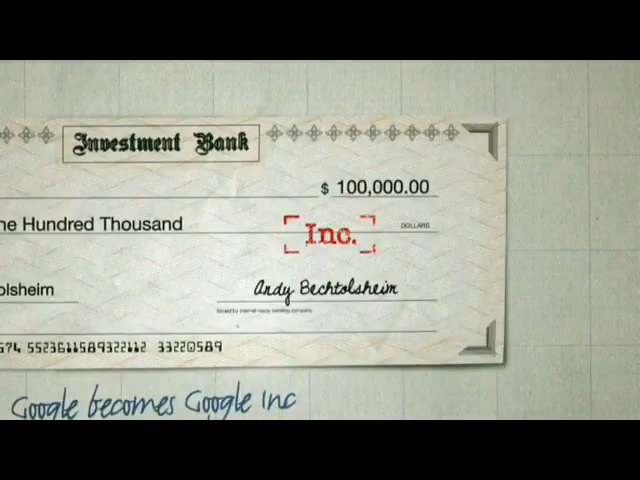 Investment Bank
$ 100,000.00
ne Hundred Thousand
Inc.
DOLLARS
olsheim
Andy Bechtolsheim
574 5523611589322112 33220589
Google becomes Google Inc